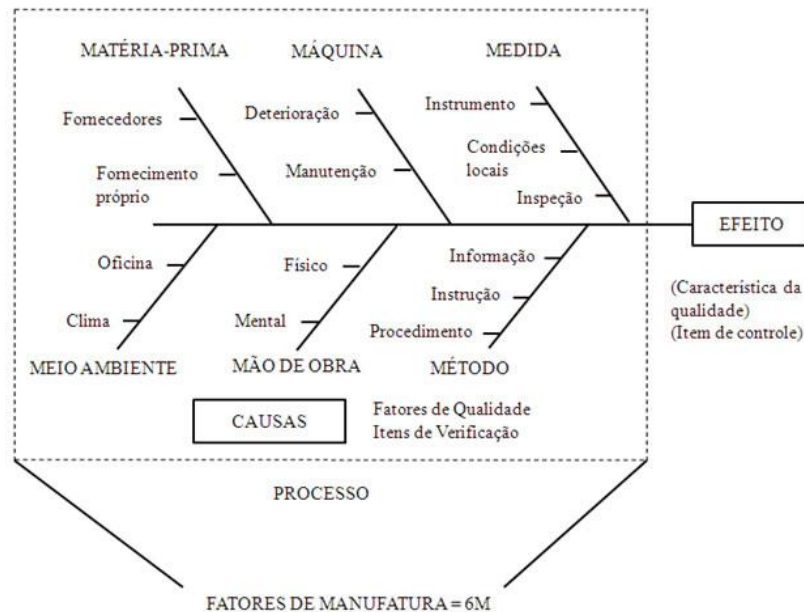 MATÉRIA-PRIMA
MÁQUINA
MEDIDA
Fornecedores
Fornecimento
próprio
Deterioração
Manutenção
Instrumento
Condições
locais
Inspeção
EFEITO
(Característica da
qualidade)
(Item de controle)
Oficina
Clima
MEIO AMBIENTE
Físico
Mental
MÃO DE OBRA
Informação
Instrução
Procedimento
MÉTODO
CAUSAS
Fatores de Qualidade
Itens de Verificação
PROCESSO
FATORES DE MANUFATURA = 6M